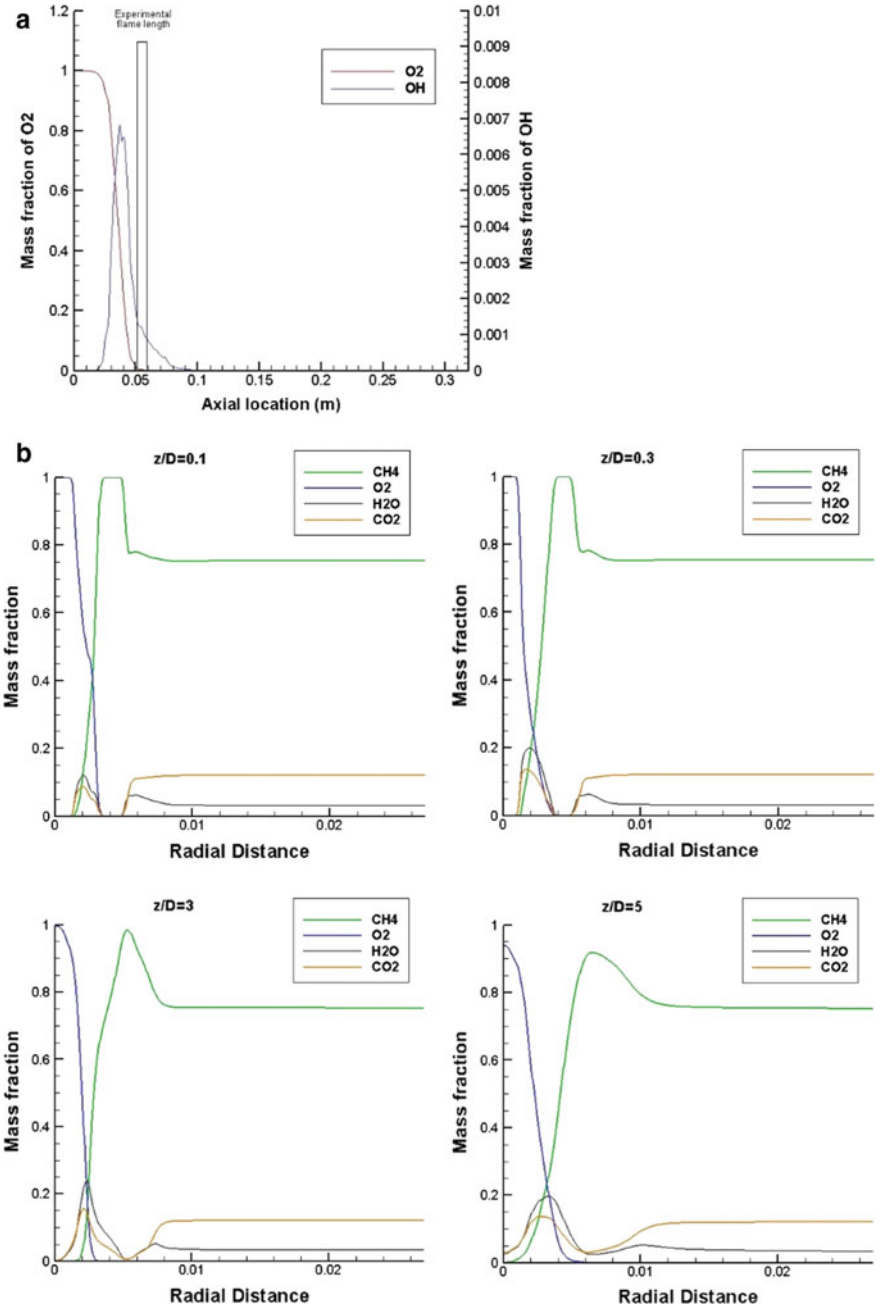 a
Experimental
flame length
1.2
1
0.8
0.6
0.4
0.2
0
Mass fraction of O2
O2
OH
0.01
0.009
0.008
0.007
0.006
0.005
0.004
0.003
0.002
0.001
0
Mass fraction of OH
0 0.05 0.1 0.15 0.2 0.25 0.3
Axial location (m)
b
z/D=0.1
CH4
O2
H2O
CO2
1
0.8
0.6
0.4
0.2
0
Mass fraction
0 0.01 0.02
Radial Distance
z/D=0.3
CH4
O2
H2O
CO2
1
0.8
0.6
0.4
0.2
0
Mass fraction
0 0.01 0.02
Radial Distance
z/D=3
CH4
O2
H2O
CO2
1
0.8
0.6
0.4
0.2
0
Mass fraction
0 0.01 0.02
Radial Distance
z/D=5
CH4
O2
H2O
CO2
1
0.8
0.6
0.4
0.2
0
Mass fraction
0 0.01 0.02
Radial Distance